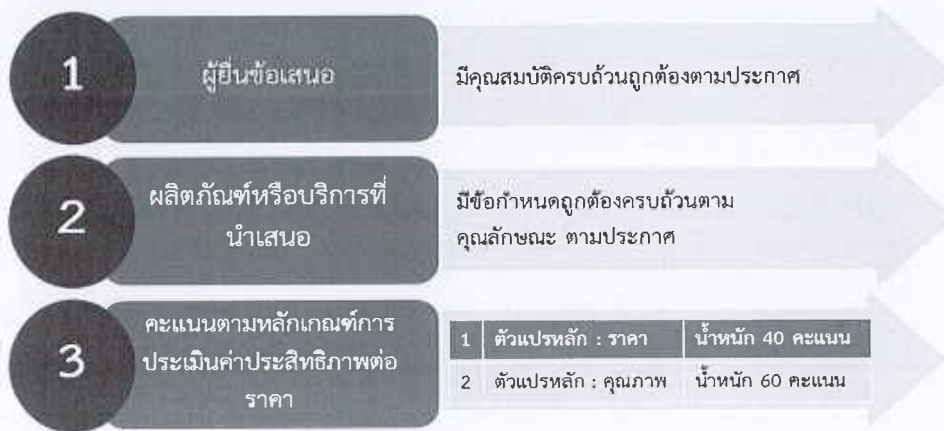 1
ผู้ยื่นข้อเสนอ
มีคุณสมบัติครบถ้วนถูกต้องตามประกาศ
2
ผลิตภัณฑ์หรือบริการที่
นำเสนอ
มีข้อกำหนดถูกต้องครบถ้วนตาม
คุณลักษณะ ตามประกาศ
3
คะแนนตามหลักเกณฑ์การ
ประเมินค่าประสิทธิภาพต่อ
ราคา
1 ตัวแปรหลัก : ราคา น้ำหนัก 40 คะแนน
2 ตัวแปรหลัก : คุณภาพ น้ำหนัก 60 คะแนน